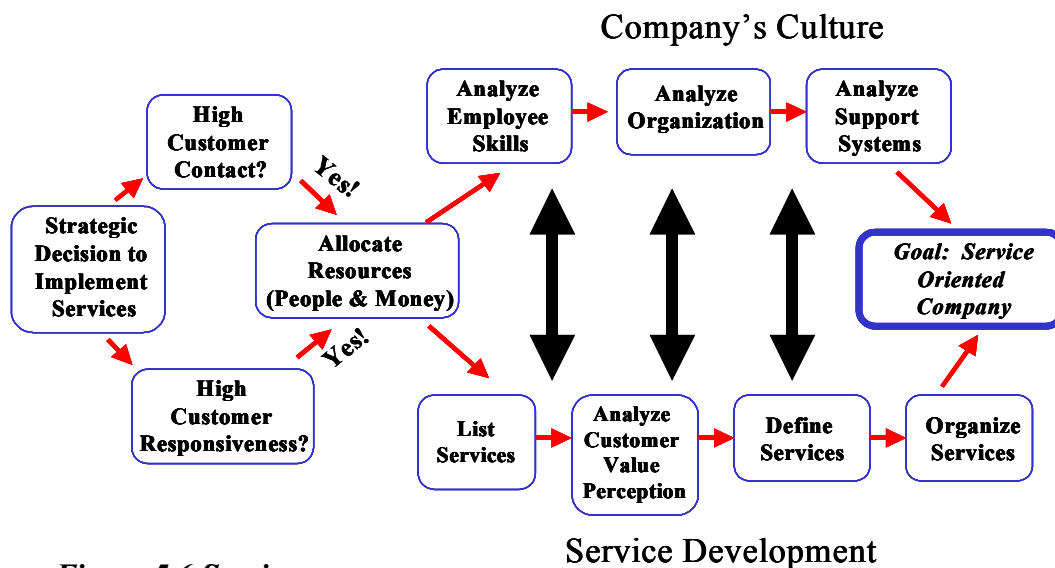 Company's Culture
Strategic
Decision to
Implement
Services
High
Customer
Contact?
Yes!
High
Customer
Responsiveness?
Yes!
Allocate
Resources
(People & Money)
Analyze
Employee
Skills
Analyze
Organization
Analyze
Support
Systems
List
Services
Analyze
Customer
Value
Perception
Define
Services
Organize
Services
Goal: Service
Oriented
Company
Service Development